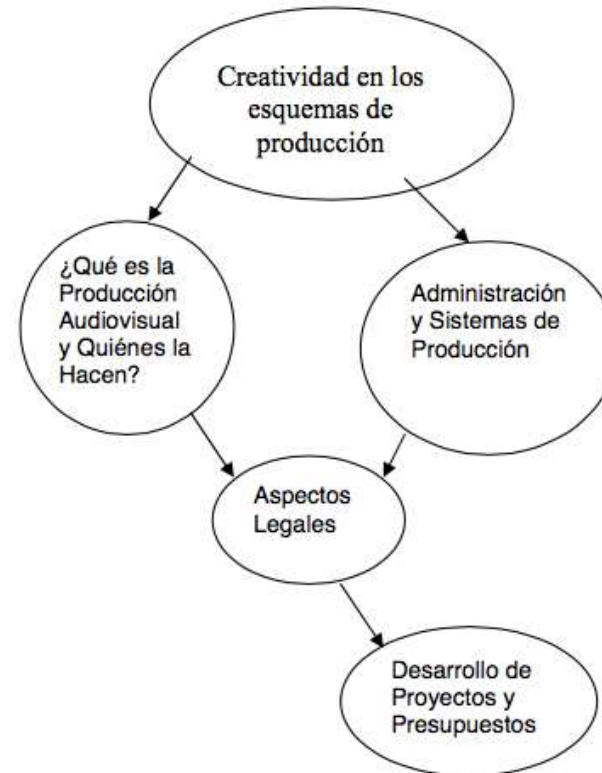 Creatividad en los
esquemas de
producción
¿Qué es la
Producción
Audiovisual
y Quiénes la
Hacen?
Administración
y Sistemas de
Producción
Aspectos
Legales
Desarrollo de
Proyectos y
Presupuestos